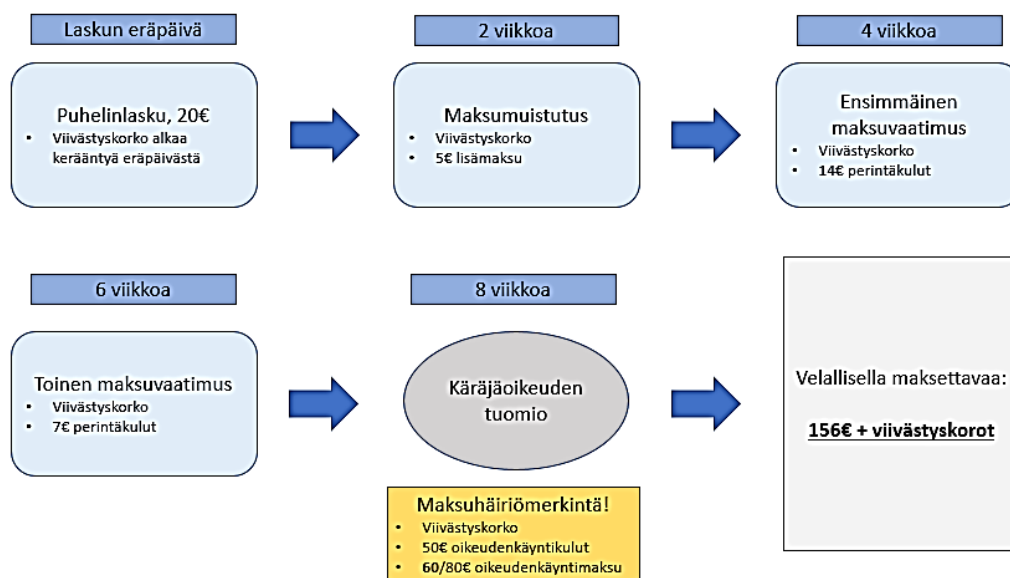 Laskun eräpäivä
Puhelinlasku, 20€
• Viivästyskorko alkaa
kerääntyä eräpäivästä
2 viikkoa
Maksumuistutus
• Viivästyskorko
• 5€ lisämaksu
4 viikkoa
Ensimmäinen
maksuvaatimus
• Viivästyskorko
• 14€ perintäkulut
6 viikkoa
Toinen maksuvaatimus
• Viivästyskorko
• 7€ perintäkulut
8 viikkoa
Käräjäoikeuden
tuomio
Maksuhäiriömerkintä!
• Viivästyskorko
• 50€ oikeudenkäyntikulut
• 60/80€ oikeudenkäyntimaksu
Velallisella maksettavaa:
156€ + viivästyskorot